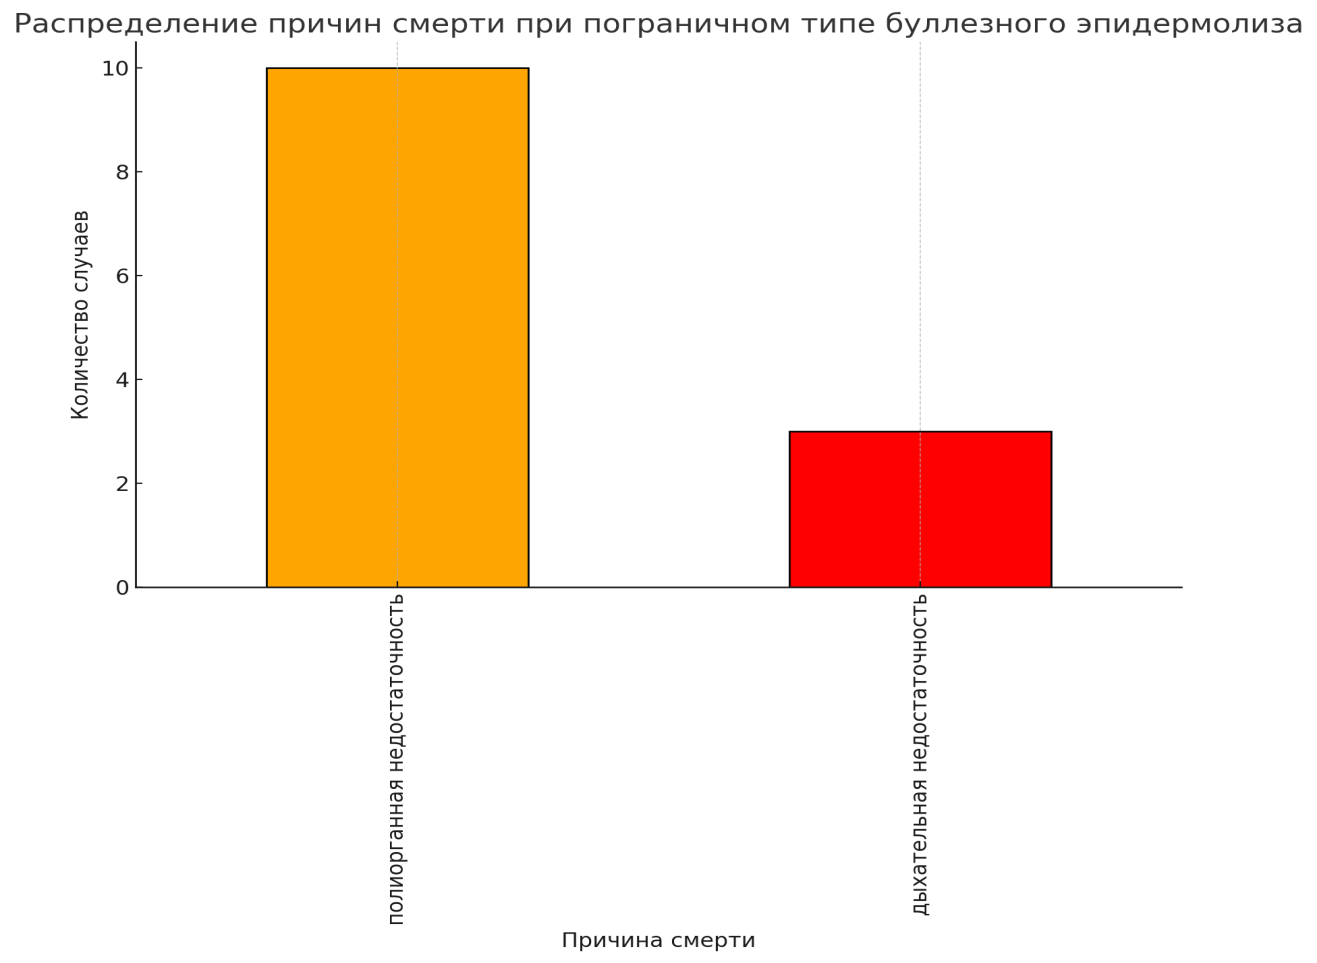 Распределение причин смерти при пограничном типе буллезного эпидермолиза
Количество случаев
10
8
6
4
2
0
полиорганная недостаточность
дыхательная недостаточность
Причина смерти